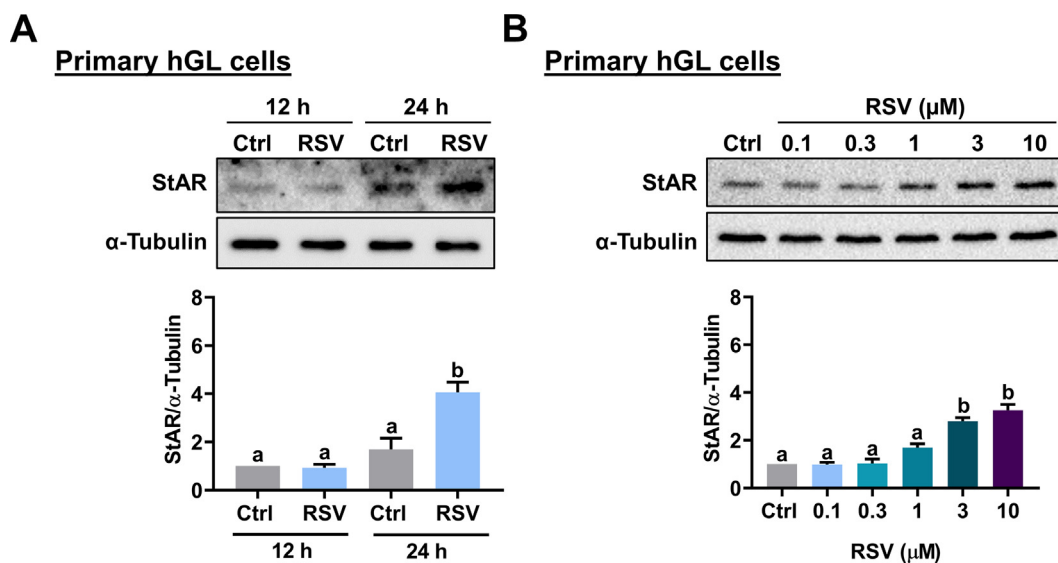 A
Primary hGL cells
12 h 24 h
Ctrl RSV Ctrl RSV
StAR
α-Tubulin
StAR/α-Tubulin
8
6
4
2
0
a a a b
Ctrl RSV Ctrl RSV
12 h 24 h
B
Primary hGL cells
RSV (µM)
Ctrl 0.1 0.3 1 3 10
StAR
α-Tubulin
StAR/α-Tubulin
8
6
4
2
0
a a a a b b
Ctrl 0.1 0.3 1 3 10
RSV (µM)